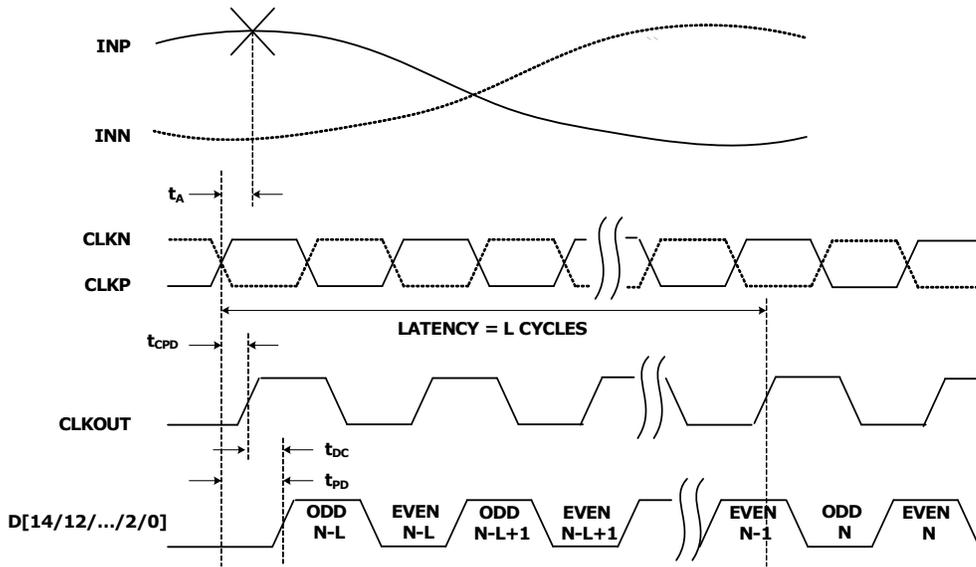 INP
INN
tA
CLKN
CLKP
LATENCY = L CYCLES
tCPD
CLKOUT
tDC
tPD
D[14/12/.../2/0]
ODD
N-L
EVEN
N-L
ODD
N-L+1
EVEN
N-L+1
EVEN
N-1
ODD
N
EVEN
N